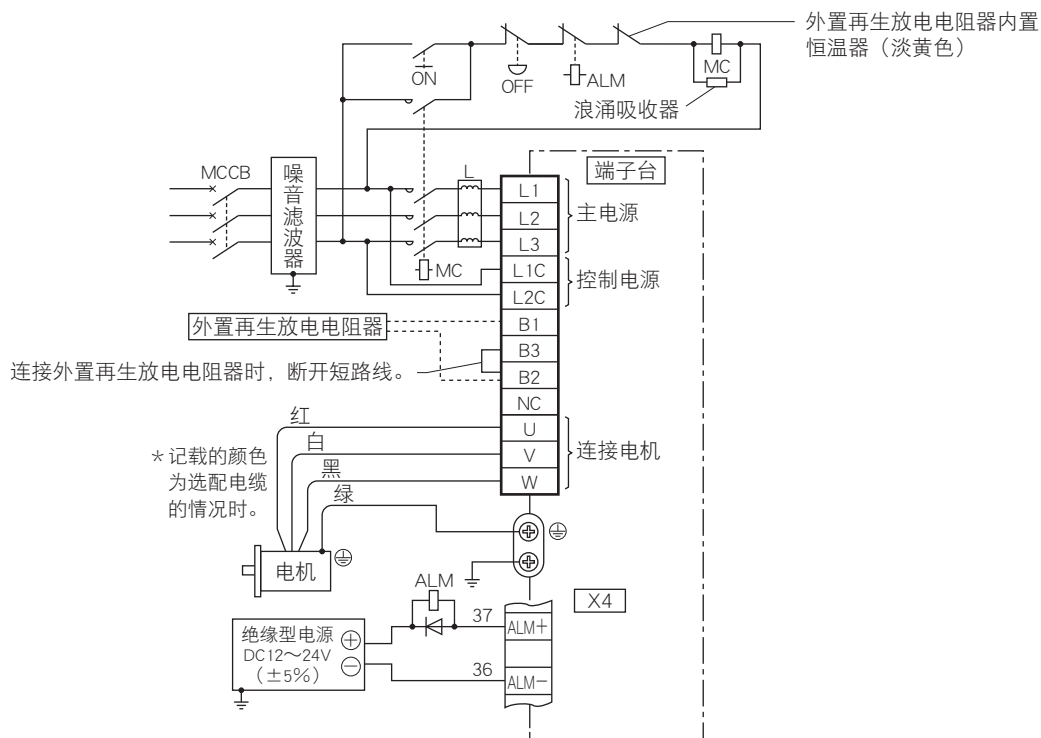 外置再生放电电阻器内置
恒温器（淡黄色）
ON
OFF
ALM
MC
浪涌吸收器
MCCB
噪音滤波器
L
端子台
L1
L2
L3
主电源
MC
L1C
L2C
控制电源
外置再生放电电阻器
B1
B3
B2
连接外置再生放电电阻器时，断开短路线。
NC
红
U
白
V
连接电机
黑
W
绿
*记载的颜色
为选配电缆
的情况时。
电机
ALM
X4
37
ALM+
绝缘型电源
DC12～24V
（±5%）
36
ALM−